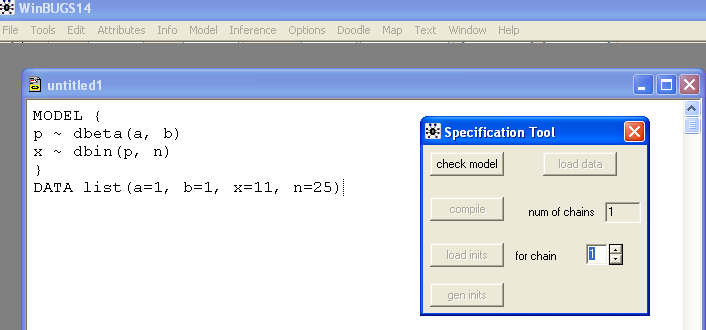 WinBUGS14
File Tools Edit Attributes Info Model Inference Options Doodle Map Text Window Help
untitled1
MODEL {
p ~ dbeta(a, b)
x ~ dbin(p, n)
}
DATA list(a=1, b=1, x=11, n=25)
Specification Tool
check model load data
compile num of chains 1
load inits for chain 1
gen inits